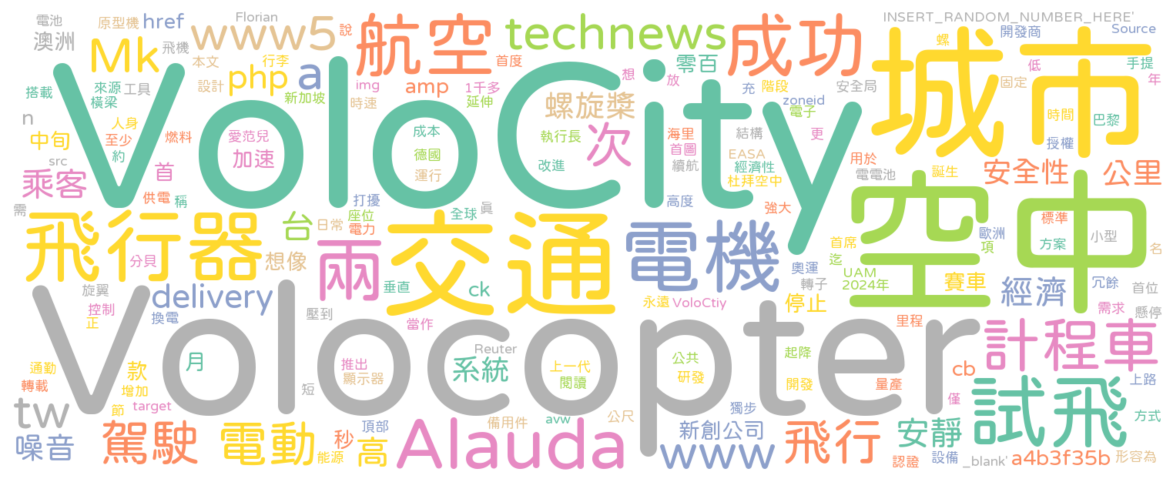 電池 原型機 href Florian www5 說 航空 technews 成功 INSERT_RANDOM_NUMBER_HERE' 開發商 Source
澳洲 Mk 飛機 本文 行李 首度 零百 城市 低 手提 年
VoloCity
搭載 來源 工具 設計 php a img amp 1千多 想 放 充 階段 安全局 固定
橫梁 新加坡 時速 延伸 螺旋槳 zoneid 電子 螺 時間 巴黎
n 中旬 人身 燃料 愛范兒 成本 執行長 次 海里 結構 更 授權
src 至少 約 加速 德國 改進 首圖 EASA 經濟性 用於
乘客 首 運行 續航 杜拜空中 電電池 誕生 安全性 公里
需 供電 稱 打擾 座位 全球 真 高度 強大 空中 標準 歐洲
飛行器 台 日常 電力 交通 電機 首席 項 方案 小型
分貝 想像 兩 奧運 迄 名
旋翼 delivery 垂直 ck 永遠 VoloCtiy 轉子 UAM 2024年 賽車 經濟 冗餘 首位
控制 正 換電 壓到 當作 停止 需求 懸停
Volocopter
里程 計程車
通勤 款 月 推出 Reuter 系統 上一代 公共 起降 cb
轉載 增加 顯示器 閱讀 研發 開發 量產 僅 上路
tw 節 target 短 備用件 avw 公尺 獨步 試飛 方式
噪音 駕駛 電動 秒 頂部 高 Alauda 新創公司 飛行 安靜
能源 www 認證 設備 _blank' a4b3f35b 形容為